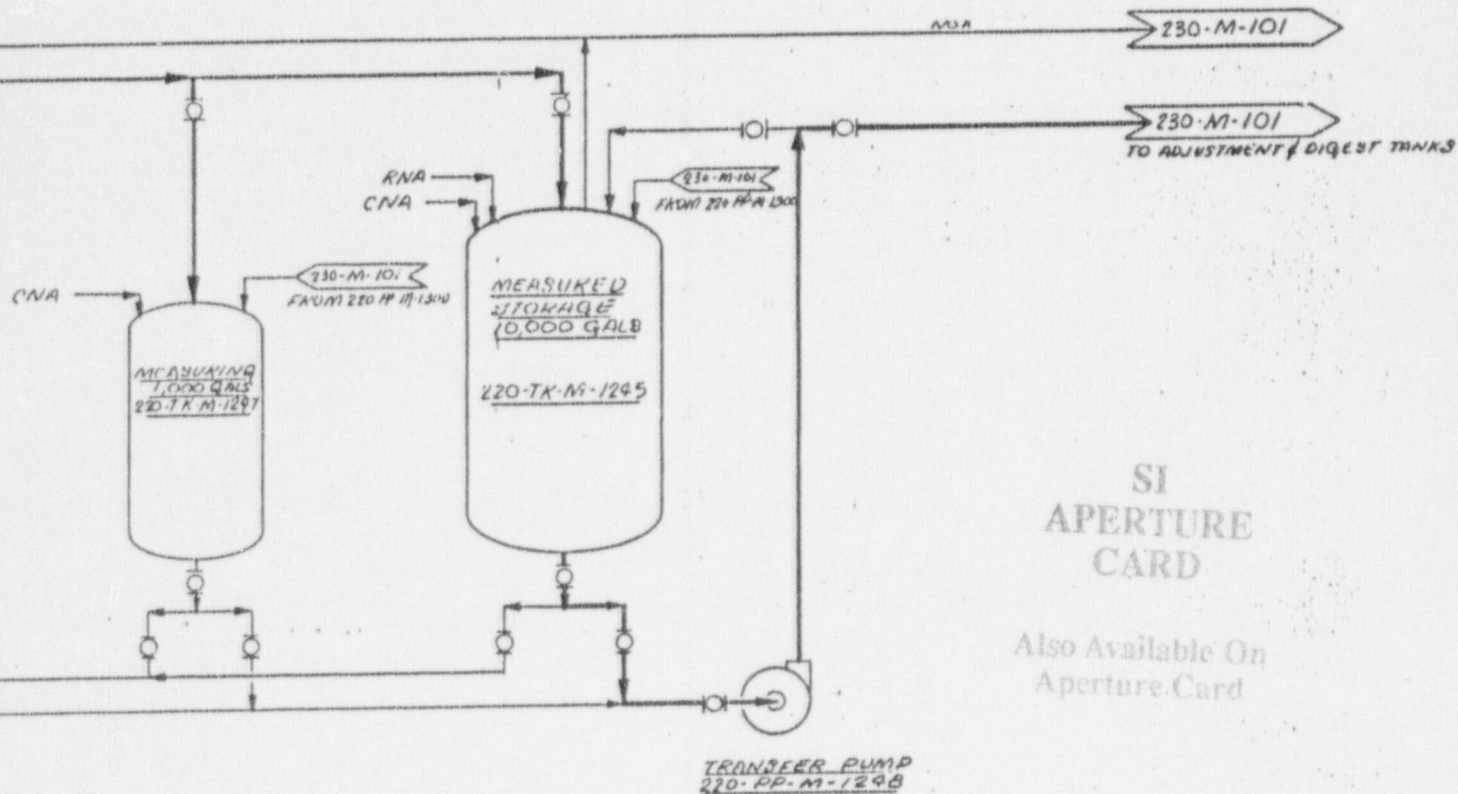 230-M-101
230-M-101
TO ADJUSTMENT & DIGEST TANKS
RNA
CNA
230-M-101
FROM 220 PP-M 1300
CNA
230-M-101
FROM 220 PP M-1300
MEASURED
STORAGE
10,000 GALS
220-TK-M-1245
MEASURING
1,000 GALS
220-TK-M-1247
SI
APERTURE
CARD
Also Available On
Aperture Card
TRANSFER PUMP
220-PP-M-1248